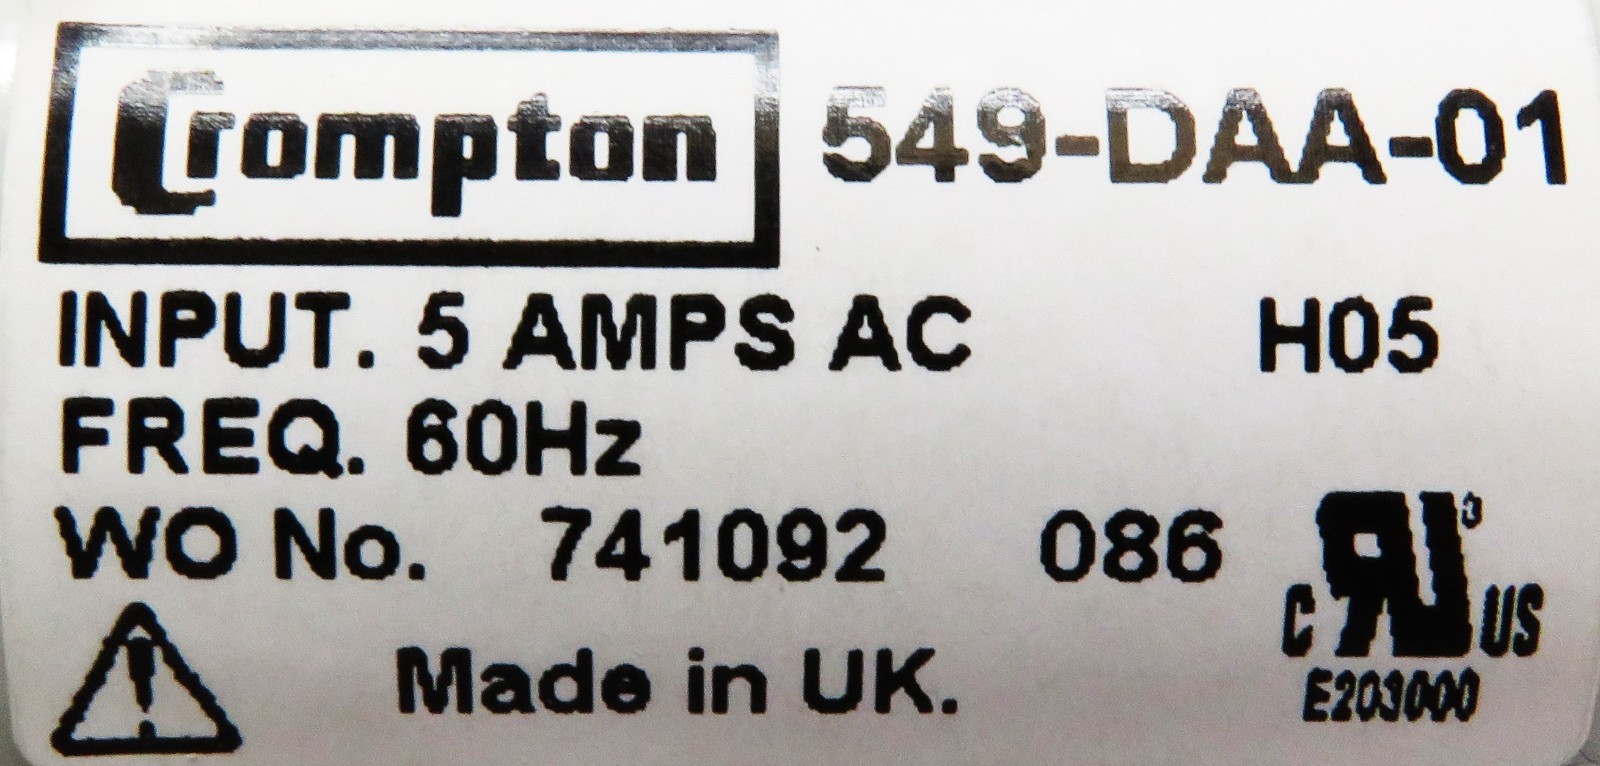 Crompton 549-DAA-01
INPUT. 5 AMPS AC H05
FREQ. 60Hz
WO No. 741092 086
C RU US
Made in UK.
E203000